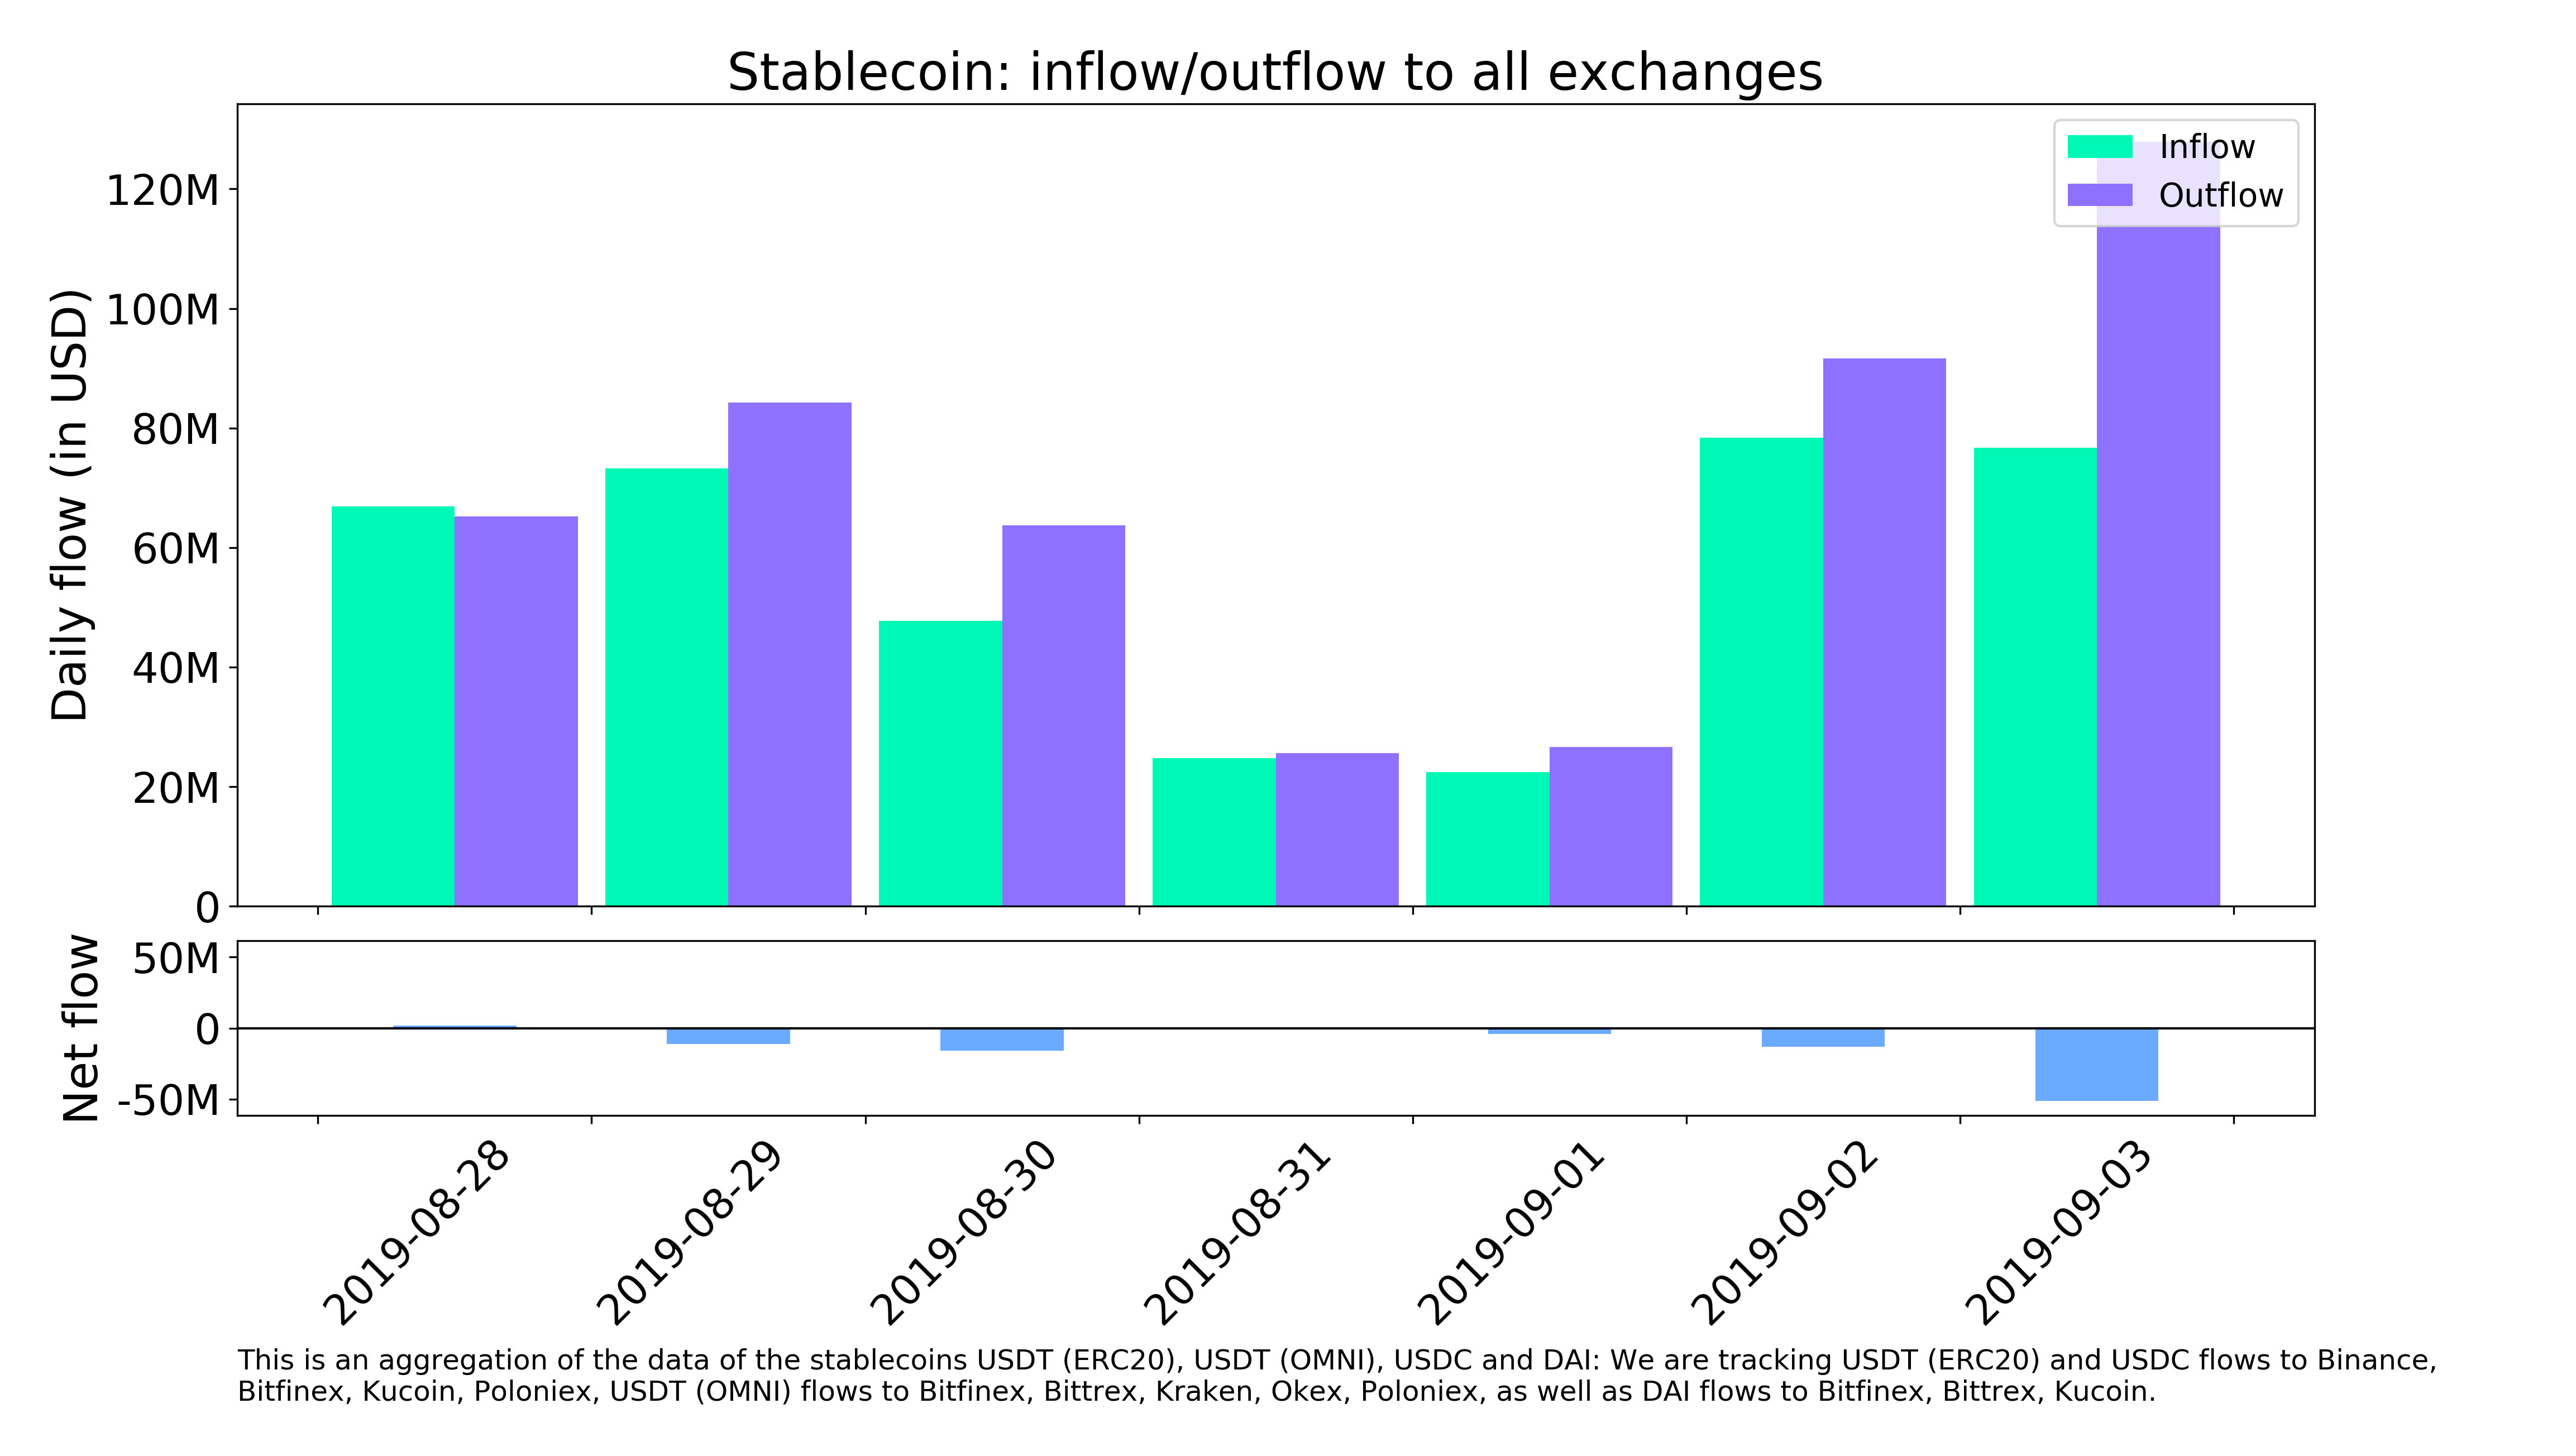 Stablecoin: inflow/outflow to all exchanges
Inflow
Outflow
Daily flow (in USD)
120M
100M
80M
60M
40M
20M
0
Net flow
50M
0
-50M
2019-08-28
2019-08-29
2019-08-30
2019-08-31
2019-09-01
2019-09-02
2019-09-03
This is an aggregation of the data of the stablecoins USDT (ERC20), USDT (OMNI), USDC and DAI: We are tracking USDT (ERC20) and USDC flows to Binance,
Bitfinex, Kucoin, Poloniex, USDT (OMNI) flows to Bitfinex, Bittrex, Kraken, Okex, Poloniex, as well as DAI flows to Bitfinex, Bittrex, Kucoin.